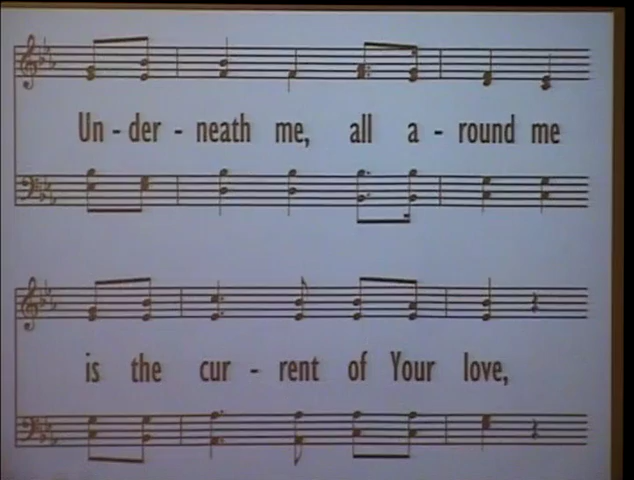 Un - der - neath me, all a - round me
is the cur - rent of Your love,